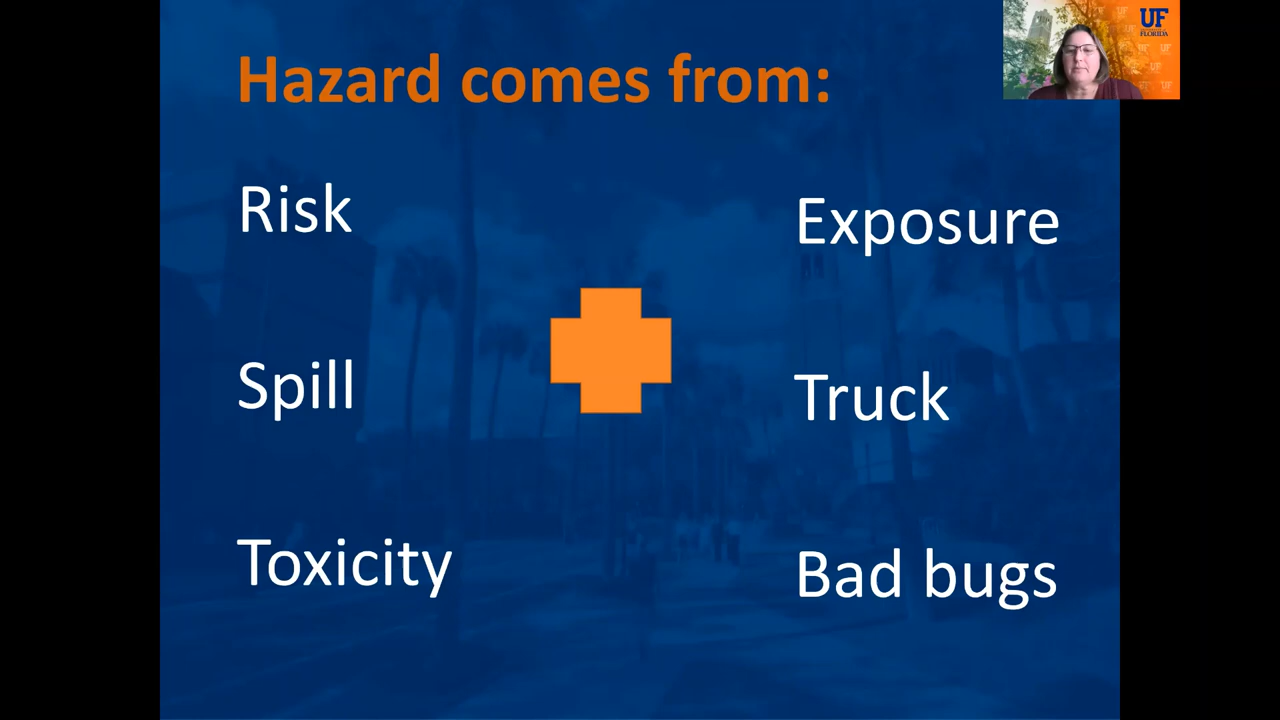 Hazard comes from:
Risk
Exposure
Spill
Truck
Toxicity
Bad bugs
UF
FLORIDA